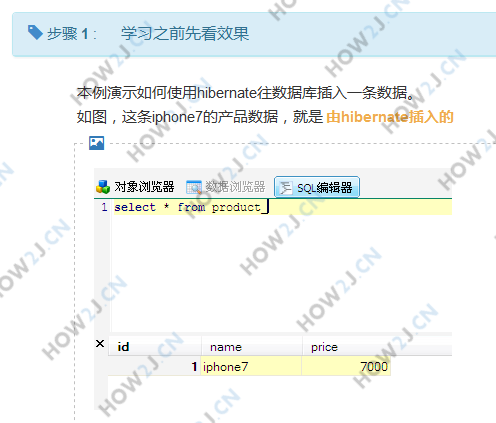 步骤 1 : 学习之前先看效果
本例演示如何使用hibernate往数据库插入一条数据。
如图，这条iphone7的产品数据，就是 由hibernate插入的
对象浏览器 数据浏览器 SQL编辑器
1 select * from product_
id name price
1 iphone7 7000
HOW2J.CN